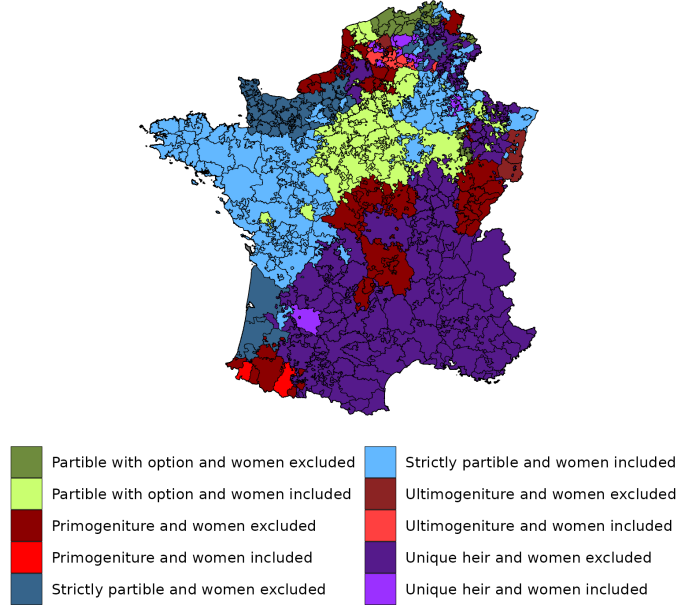 Partible with option and women excluded
Partible with option and women included
Primogeniture and women excluded
Primogeniture and women included
Strictly partible and women excluded
Strictly partible and women included
Ultimogeniture and women excluded
Ultimogeniture and women included
Unique heir and women excluded
Unique heir and women included